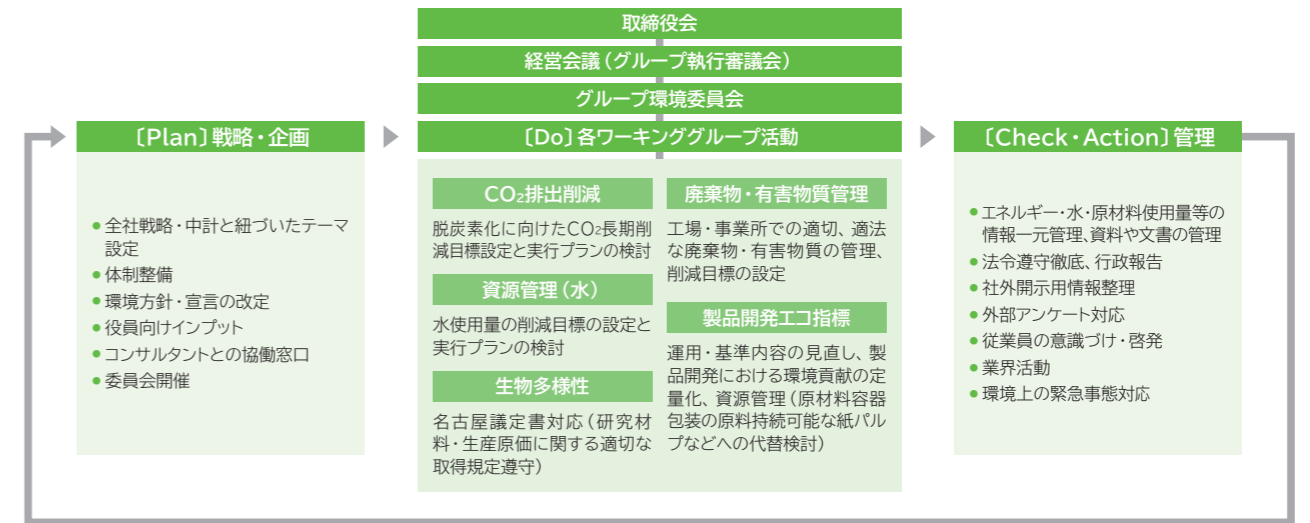 取締役会
経営会議（グループ執行審議会）
グループ環境委員会
〔Plan〕戦略・企画
●全社戦略・中計と紐づいたテーマ
設定
●体制整備
●環境方針・宣言の改定
●役員向けインプット
●コンサルタントとの協働窓口
●委員会開催
〔Do〕各ワーキンググループ活動
CO₂排出削減
脱炭素化に向けたCO₂長期削
減目標設定と実行プランの検討
資源管理（水）
水使用量の削減目標の設定と
実行プランの検討
生物多様性
名古屋議定書対応（研究材
料・生産原価に関する適切な
取得規定遵守）
廃棄物・有害物質管理
工場・事業所での適切、適法
な廃棄物・有害物質の管理、
削減目標の設定
製品開発エコ指標
運用・基準内容の見直し、製
品開発における環境貢献の定
量化、資源管理（原材料容器
包装の原料持続可能な紙パル
プなどへの代替検討）
〔Check・Action〕管理
●エネルギー・水・原材料使用量等の
情報一元管理、資料や文書の管理
●法令遵守徹底、行政報告
●社外開示用情報整理
●外部アンケート対応
●従業員の意識づけ・啓発
●業界活動
●環境上の緊急事態対応